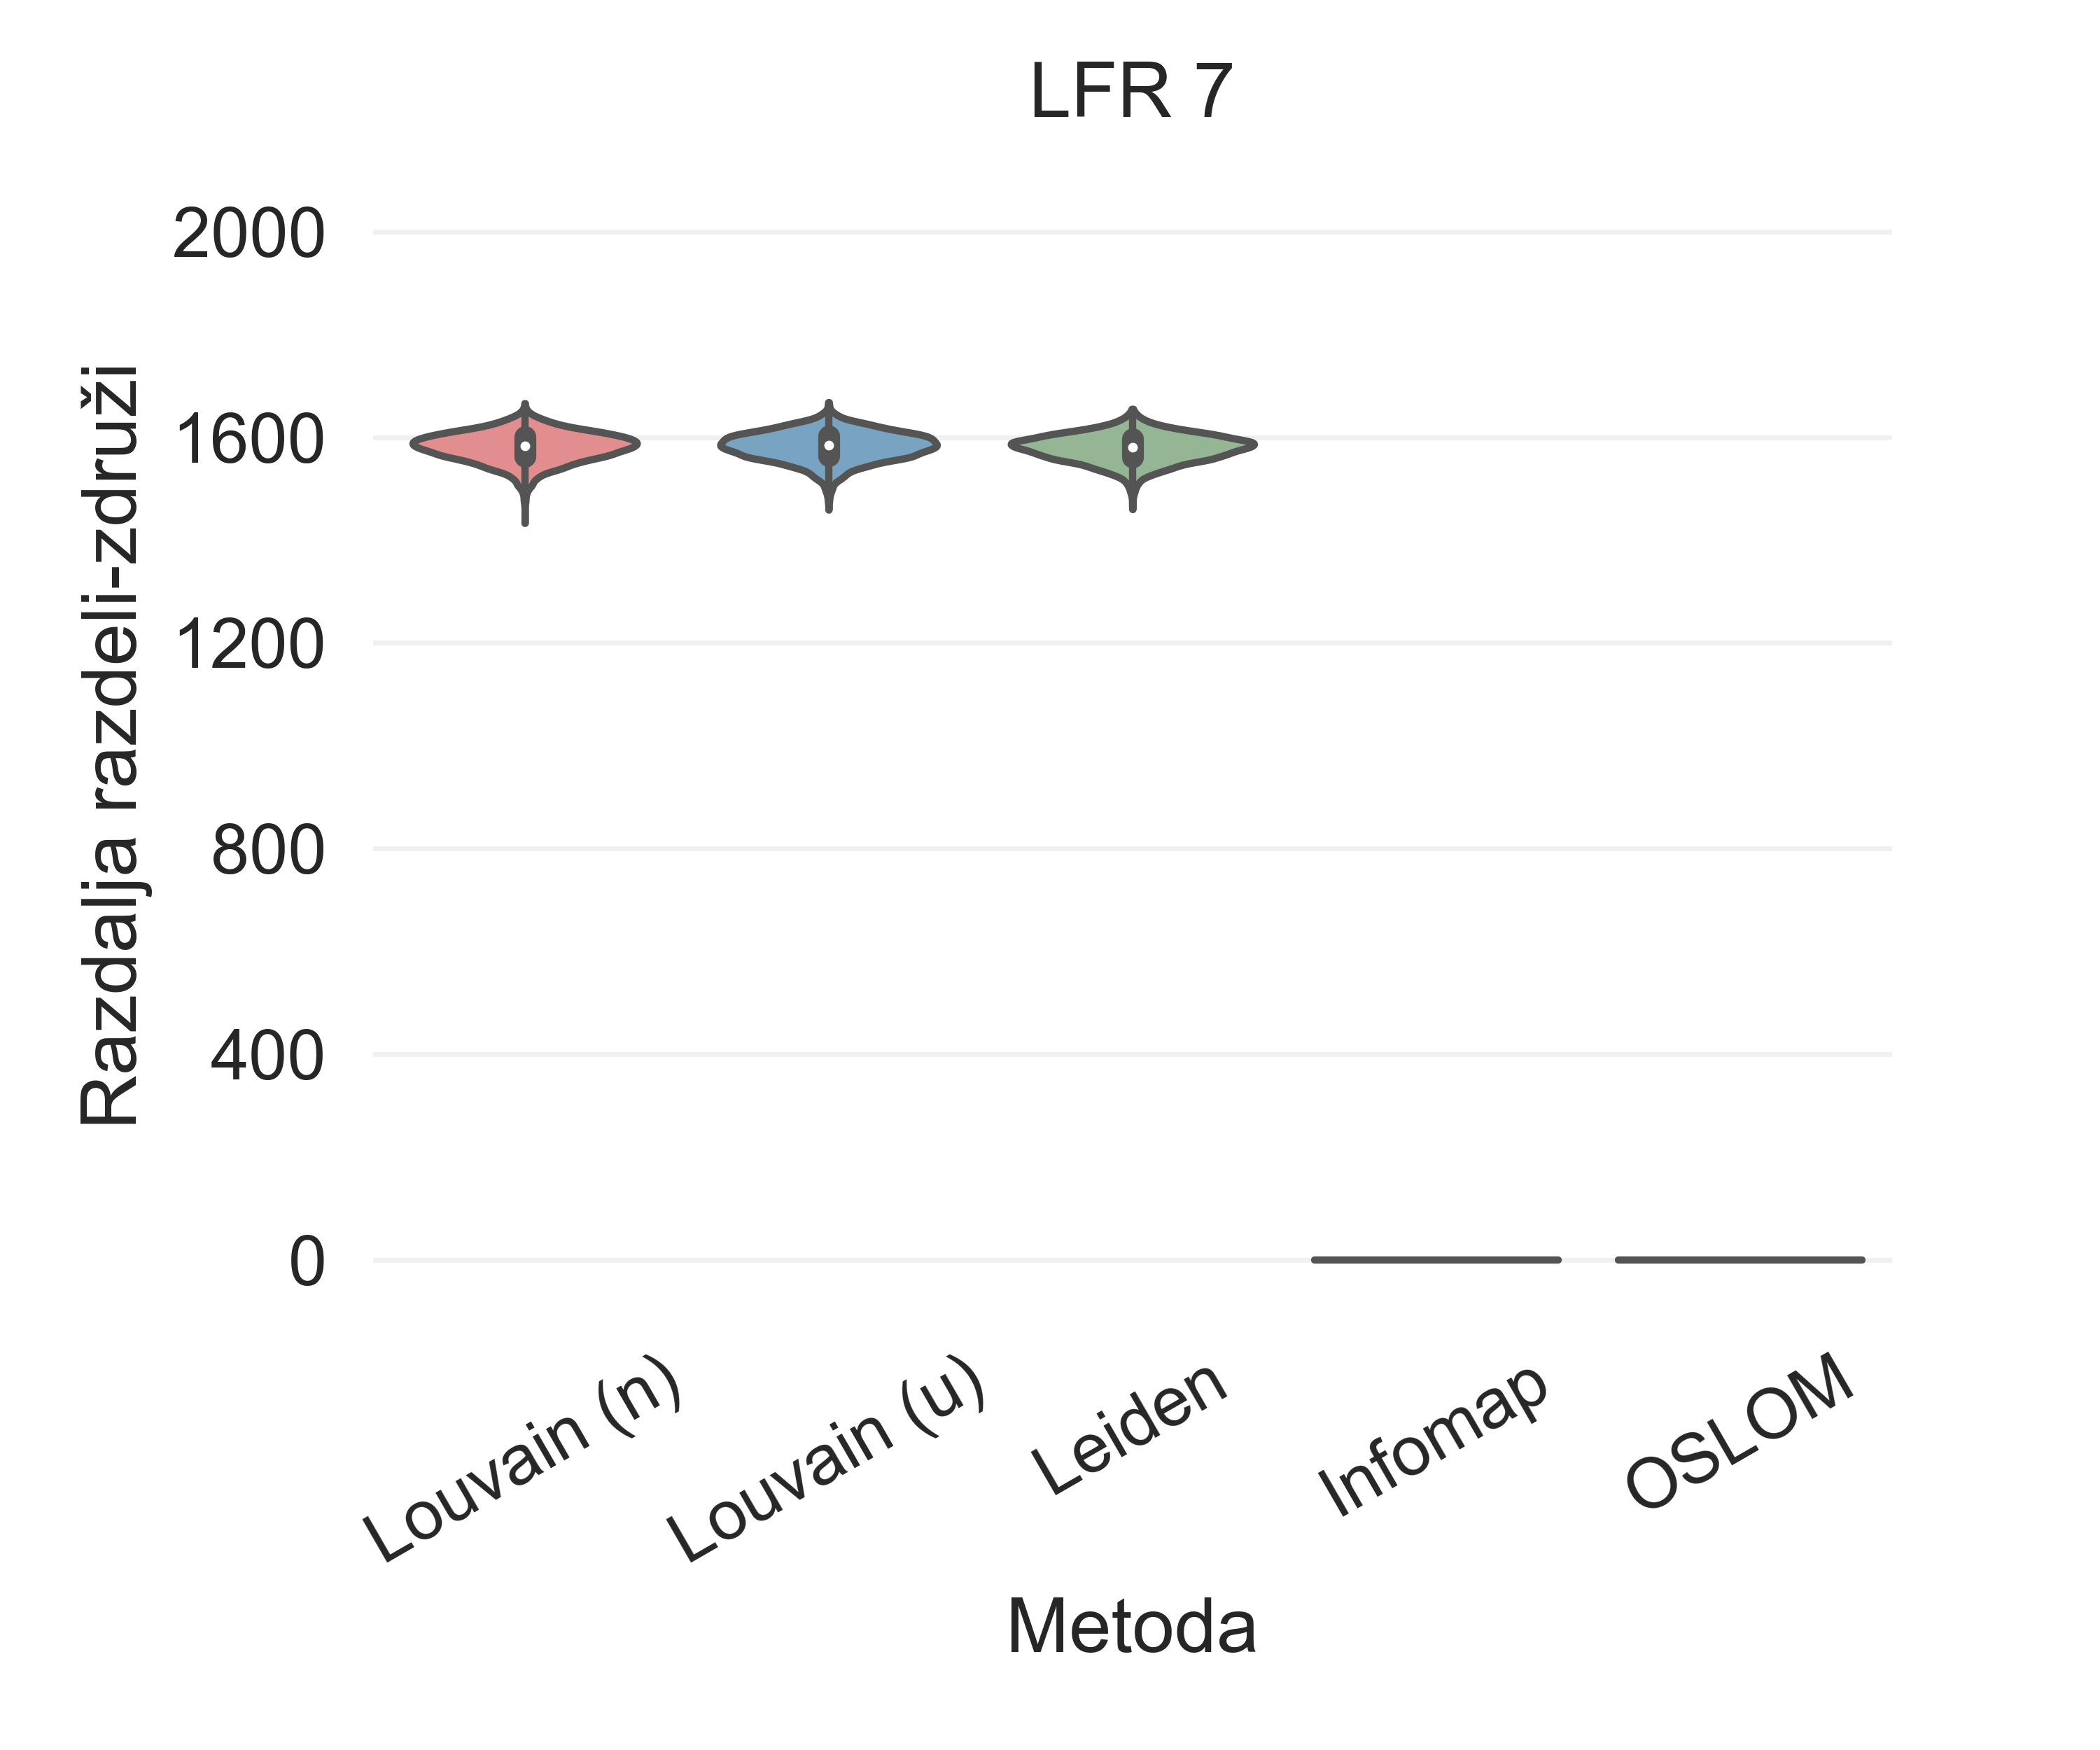 LFR 7
Razdalja razdeli-združi
2000
1600
1200
800
400
0
Louvain (n)
Louvain (u)
Leiden
Infomap
OSLOM
Metoda